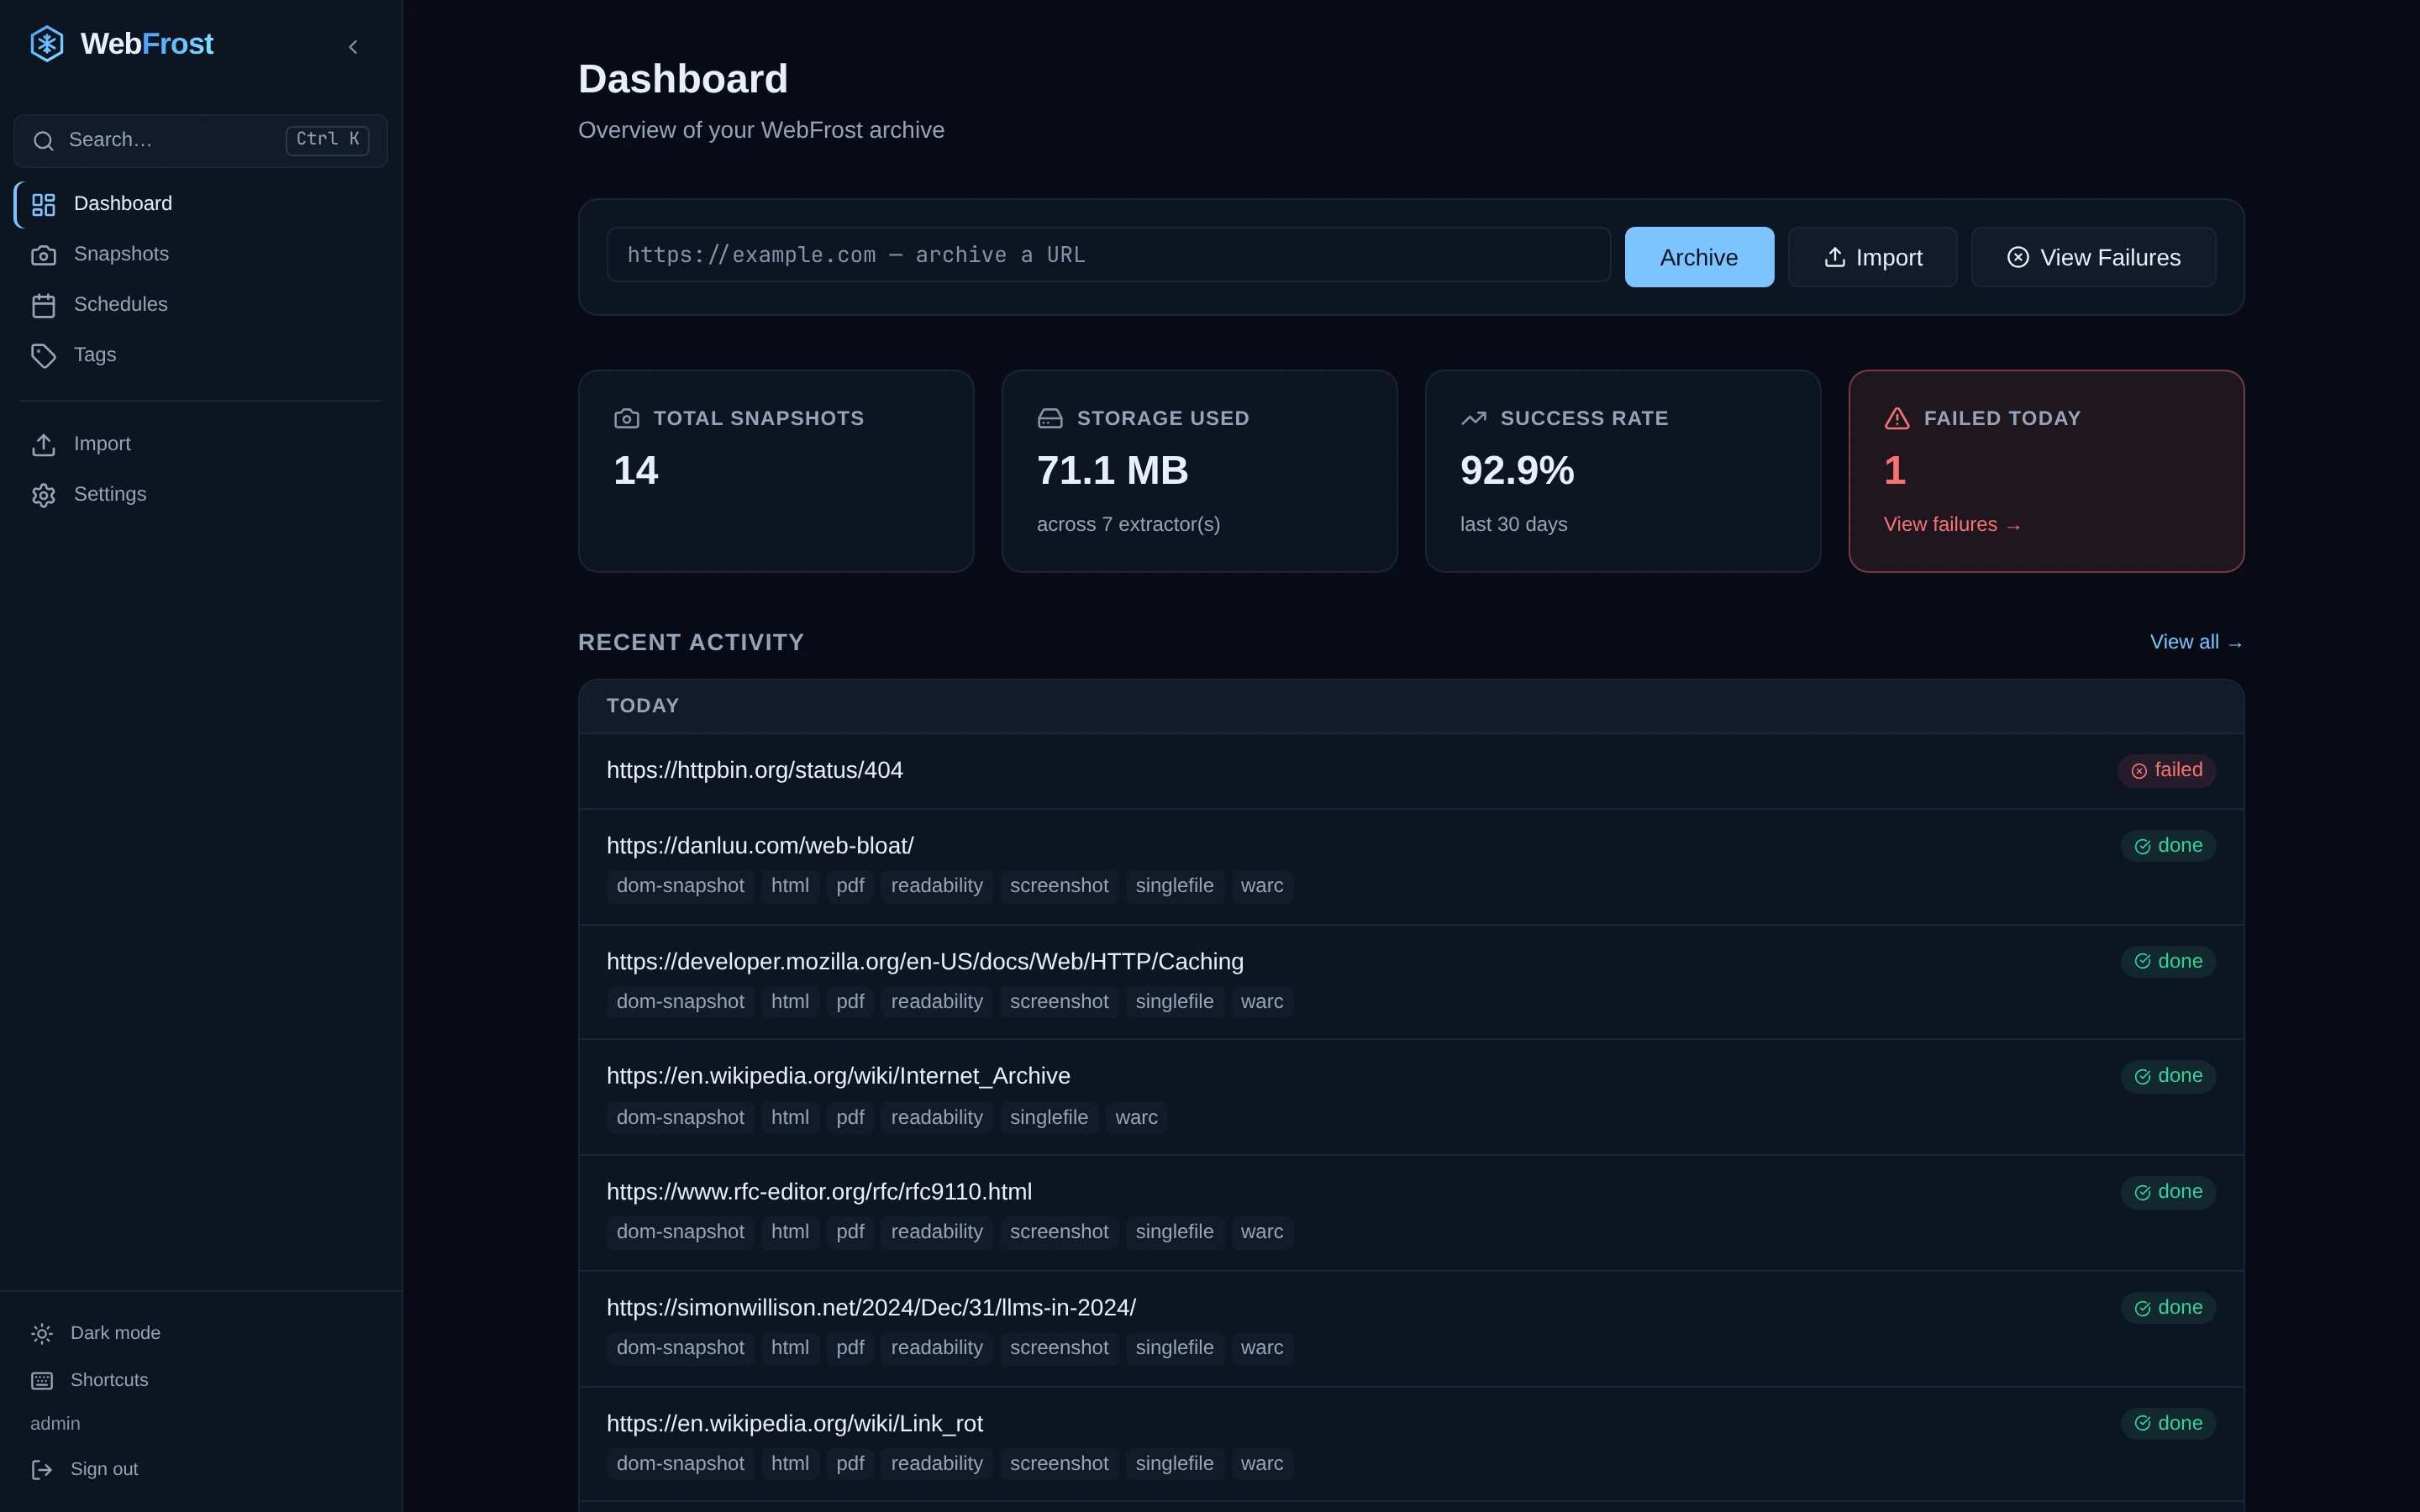 WebFrost
Search…
Ctrl K
Dashboard
Snapshots
Schedules
Tags
Import
Settings
Dark mode
Shortcuts
admin
Sign out
Dashboard
Overview of your WebFrost archive
https://example.com — archive a URL
Archive
Import
View Failures
TOTAL SNAPSHOTS
14
STORAGE USED
71.1 MB
across 7 extractor(s)
SUCCESS RATE
92.9%
last 30 days
FAILED TODAY
1
View failures →
RECENT ACTIVITY
View all →
TODAY
https://httpbin.org/status/404 failed
https://danluu.com/web-bloat/ done
dom-snapshot html pdf readability screenshot singlefile warc
https://developer.mozilla.org/en-US/docs/Web/HTTP/Caching done
dom-snapshot html pdf readability screenshot singlefile warc
https://en.wikipedia.org/wiki/Internet_Archive done
dom-snapshot html pdf readability singlefile warc
https://www.rfc-editor.org/rfc/rfc9110.html done
dom-snapshot html pdf readability screenshot singlefile warc
https://simonwillison.net/2024/Dec/31/llms-in-2024/ done
dom-snapshot html pdf readability screenshot singlefile warc
https://en.wikipedia.org/wiki/Link_rot done
dom-snapshot html pdf readability screenshot singlefile warc